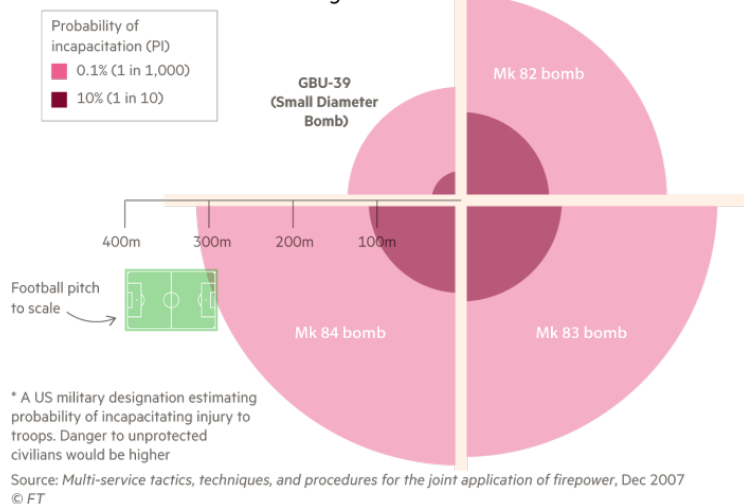 Probability of
incapacitation (PI)
0.1% (1 in 1,000)
10% (1 in 10)
GBU-39
(Small Diameter
Bomb)
Mk 82 bomb
400m
300m
200m
100m
Football pitch
to scale
Mk 84 bomb
Mk 83 bomb
* A US military designation estimating
probability of incapacitating injury to
troops. Danger to unprotected
civilians would be higher
Source: Multi-service tactics, techniques, and procedures for the joint application of firepower, Dec 2007
© FT